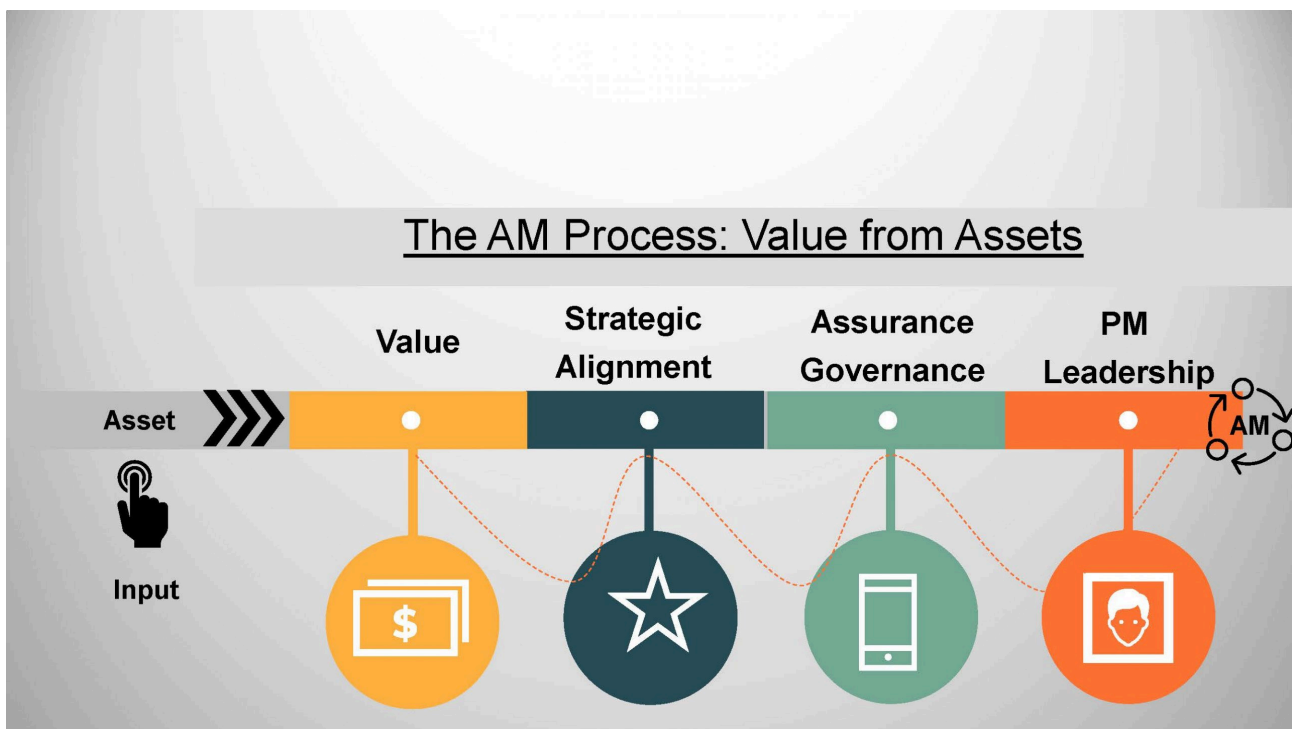 The AM Process: Value from Assets
Value
Strategic
Alignment
Assurance
Governance
PM
Leadership
Asset
AM
Input
$